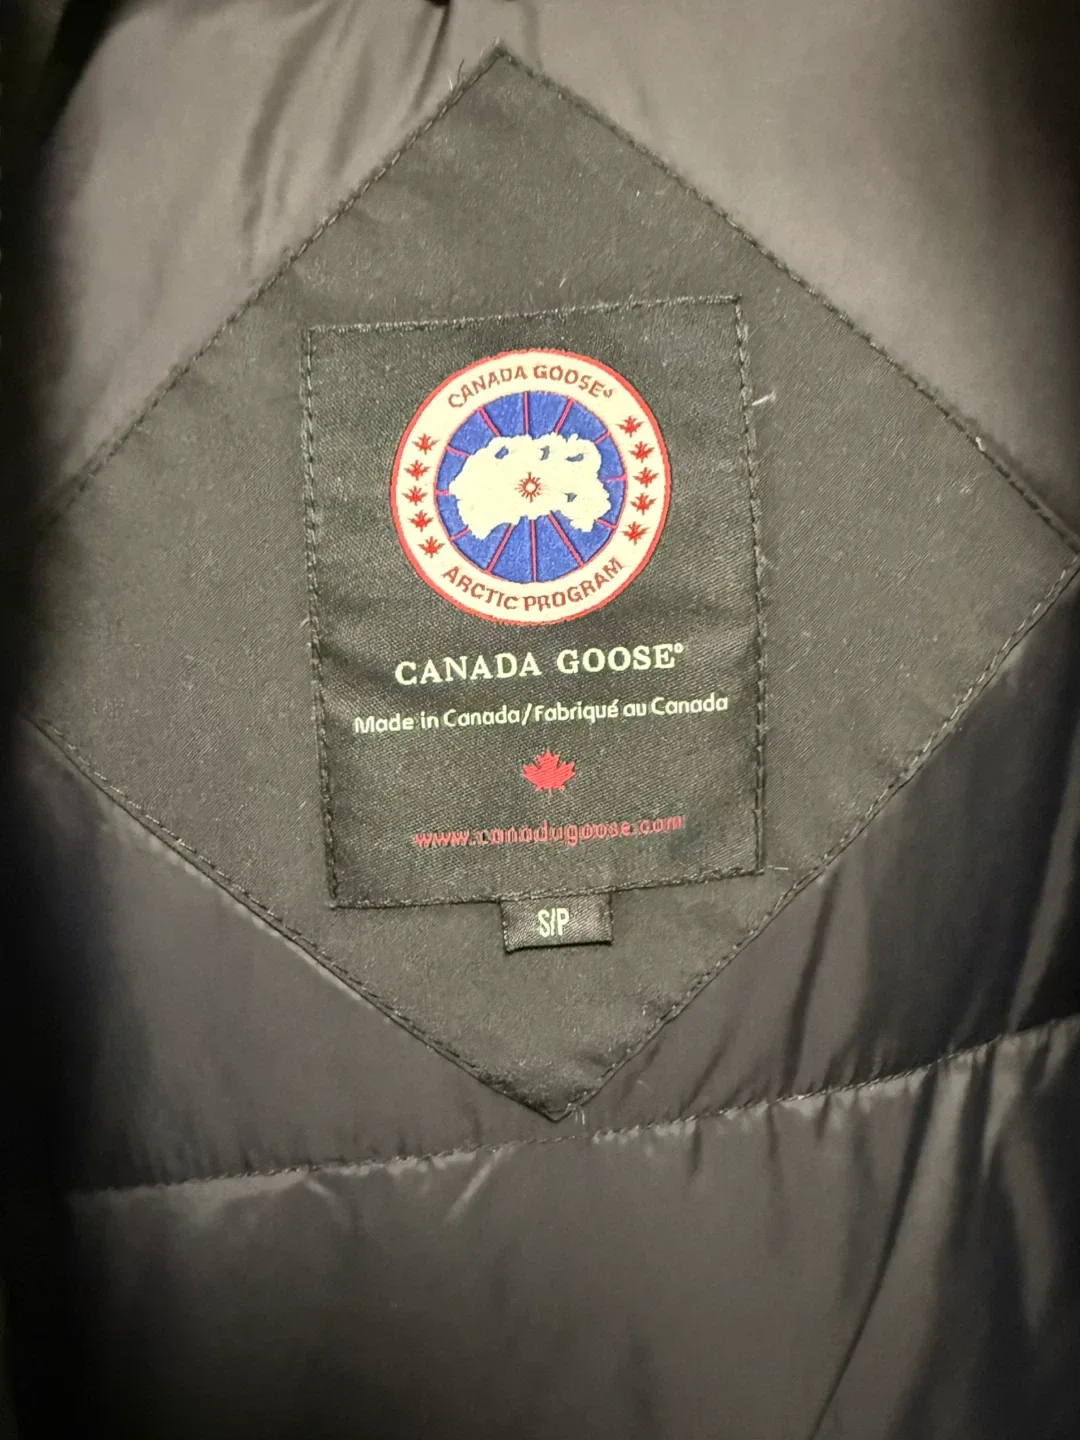 CANADA GOOSE®
ARCTIC PROGRAM
CANADA GOOSE®
Made in Canada/Fabriqué au Canada
www.canadagoose.com
S/P